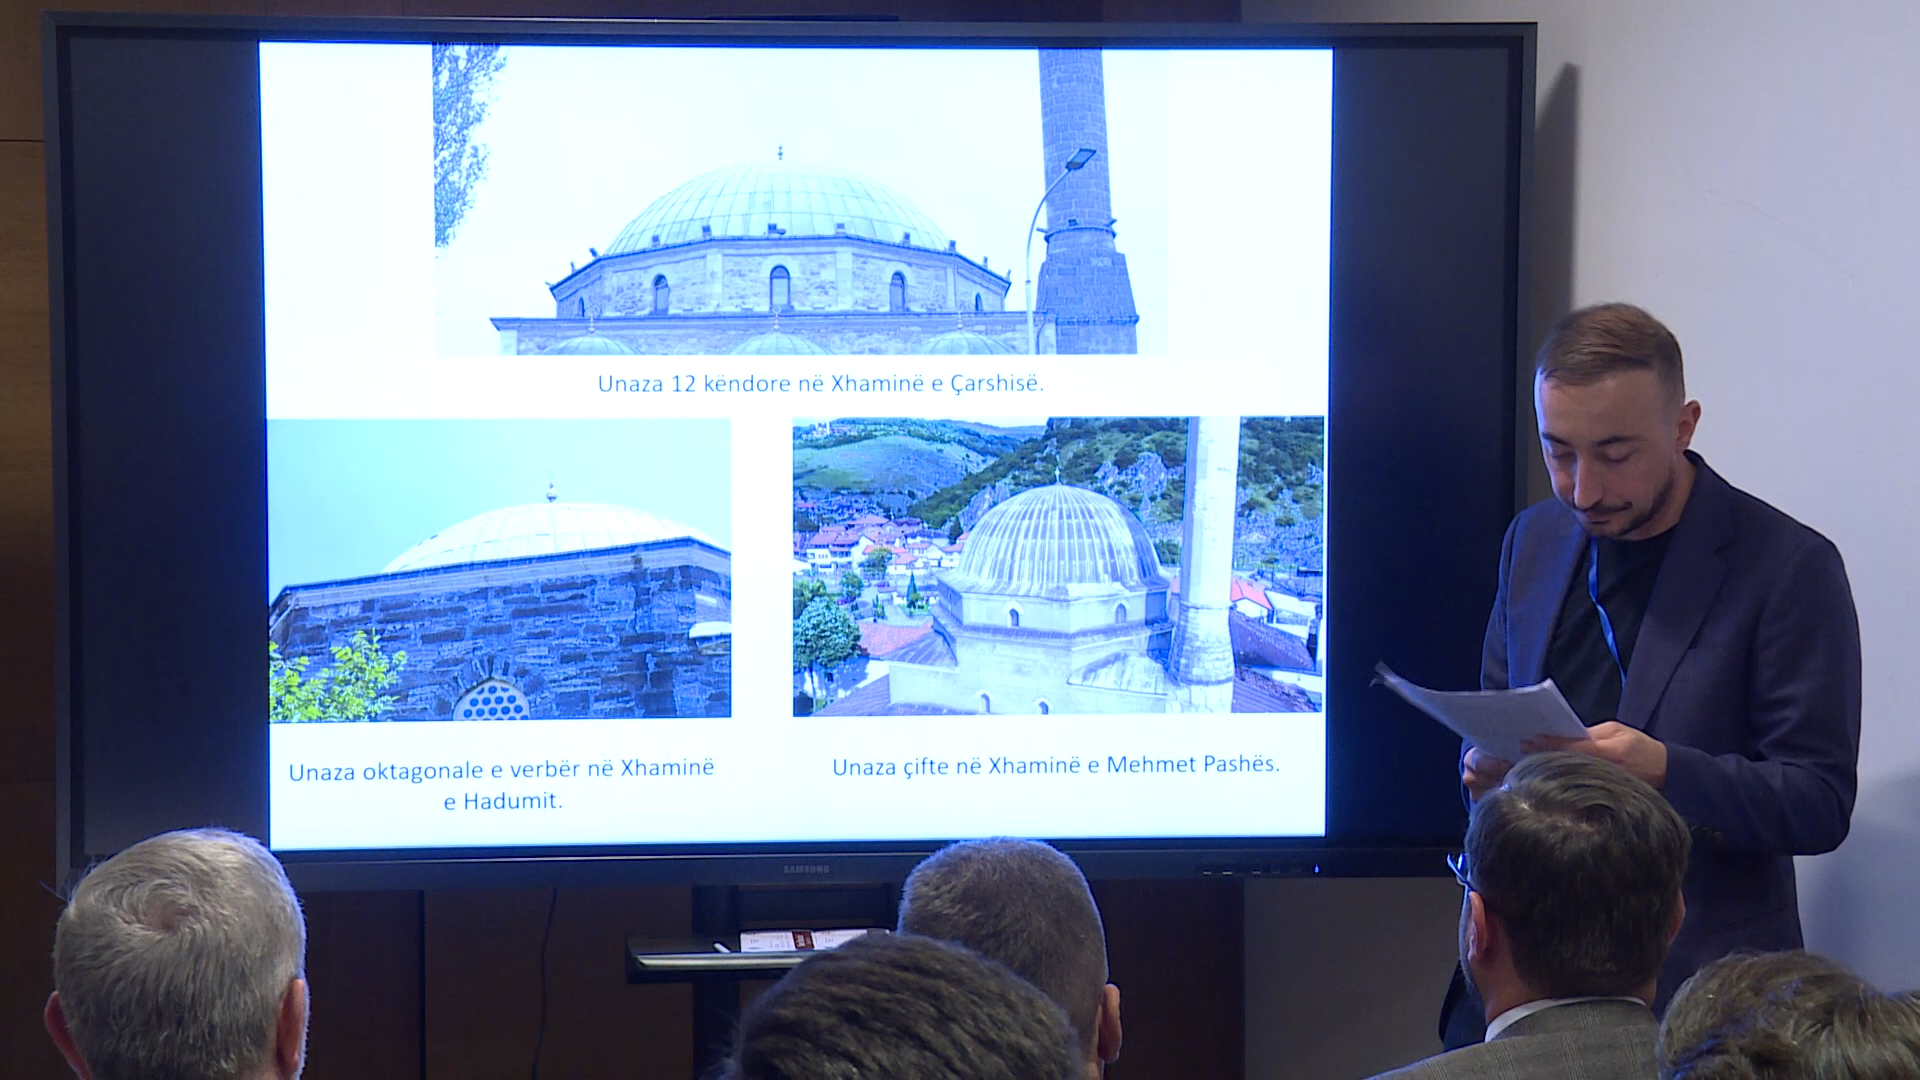 Unaza 12 këndore në Xhaminë e Çarshisë.
Unaza oktagonale e verbër në Xhaminë
e Hadumit.
Unaza çifte në Xhaminë e Mehmet Pashës.
SAMSUNG